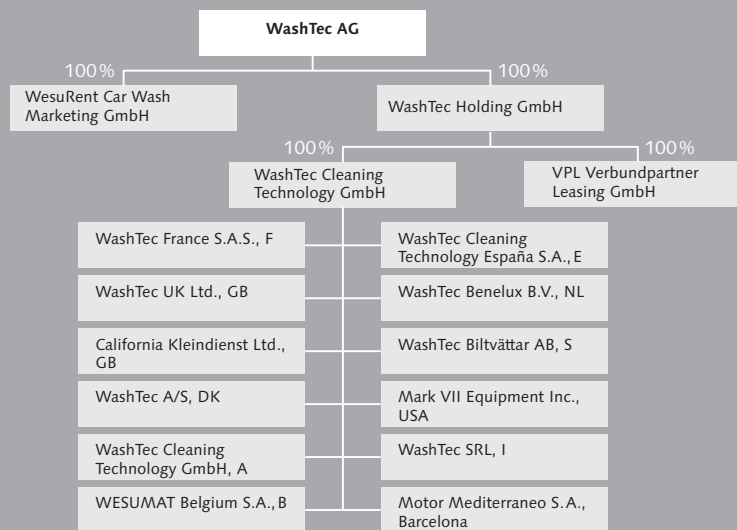 WashTec AG
100%
100%
WesuRent Car Wash
Marketing GmbH
WashTec Holding GmbH
100%
100%
WashTec Cleaning
Technology GmbH
VPL Verbundpartner
Leasing GmbH
WashTec France S.A.S., F
WashTec Cleaning
Technology España S.A., E
WashTec UK Ltd., GB
WashTec Benelux B.V., NL
California Kleindienst Ltd.,
GB
WashTec Biltvättar AB, S
WashTec A/S, DK
Mark VII Equipment Inc.,
USA
WashTec Cleaning
Technology GmbH, A
WashTec SRL, I
WESUMAT Belgium S.A., B
Motor Mediterraneo S.A.,
Barcelona